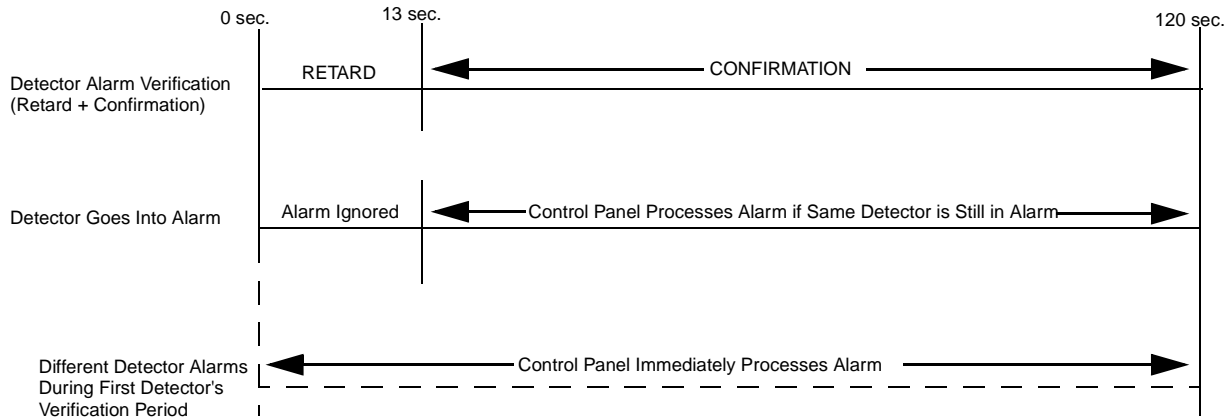 0 sec.
13 sec.
120 sec.
Detector Alarm Verification
(Retard + Confirmation)
RETARD
CONFIRMATION
Detector Goes Into Alarm
Alarm Ignored
Control Panel Processes Alarm if Same Detector is Still in Alarm
Different Detector Alarms
During First Detector's
Verification Period
Control Panel Immediately Processes Alarm